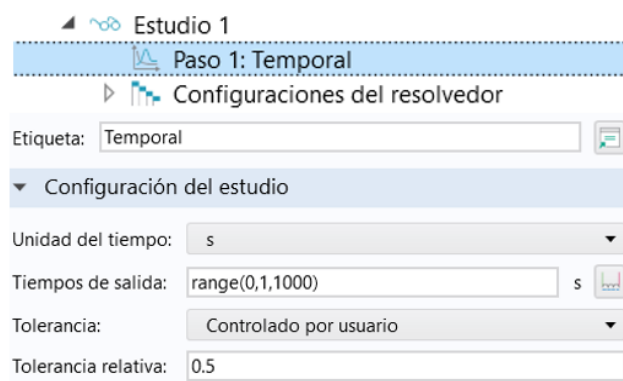 Estudio 1
Paso 1: Temporal
Configuraciones del resolvedor
Etiqueta: Temporal
Configuración del estudio
Unidad del tiempo: s
Tiempos de salida: range(0,1,1000) s
Tolerancia: Controlado por usuario
Tolerancia relativa: 0.5